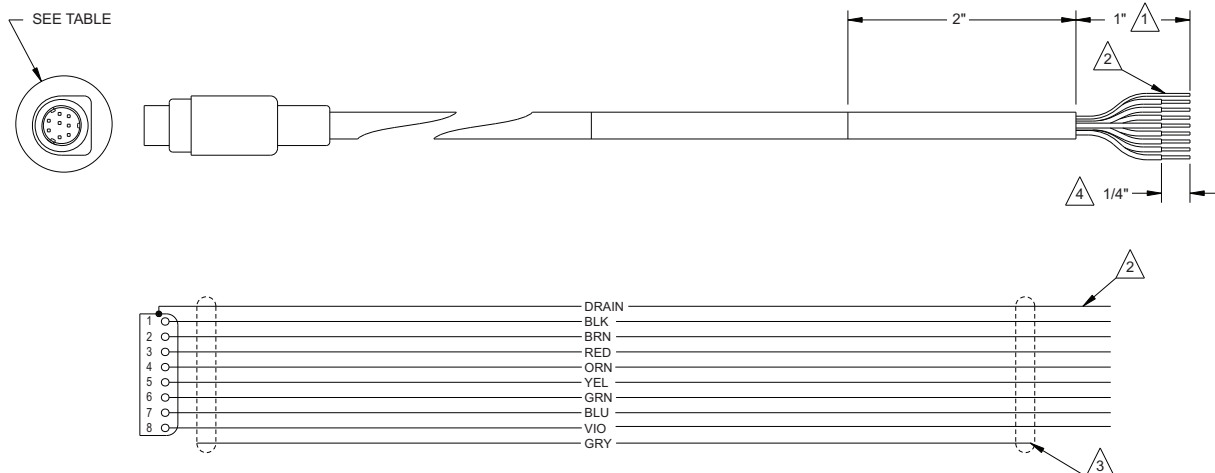 SEE TABLE
2"
1" 1
2
4 1/4"
2
DRAIN
1 BLK
2 BRN
3 RED
4 ORN
5 YEL
6 GRN
7 BLU
8 VIO
GRY
3